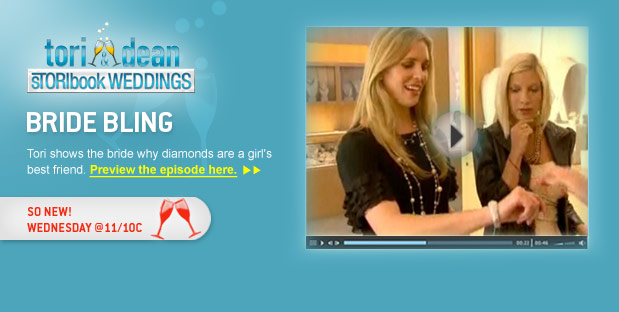 tori & dean
STORIbook WEDDINGS
BRIDE BLING
Tori shows the bride why diamonds are a girl's
best friend. Preview the episode here.
SO NEW!
WEDNESDAY @11/10C
00:22 00:46